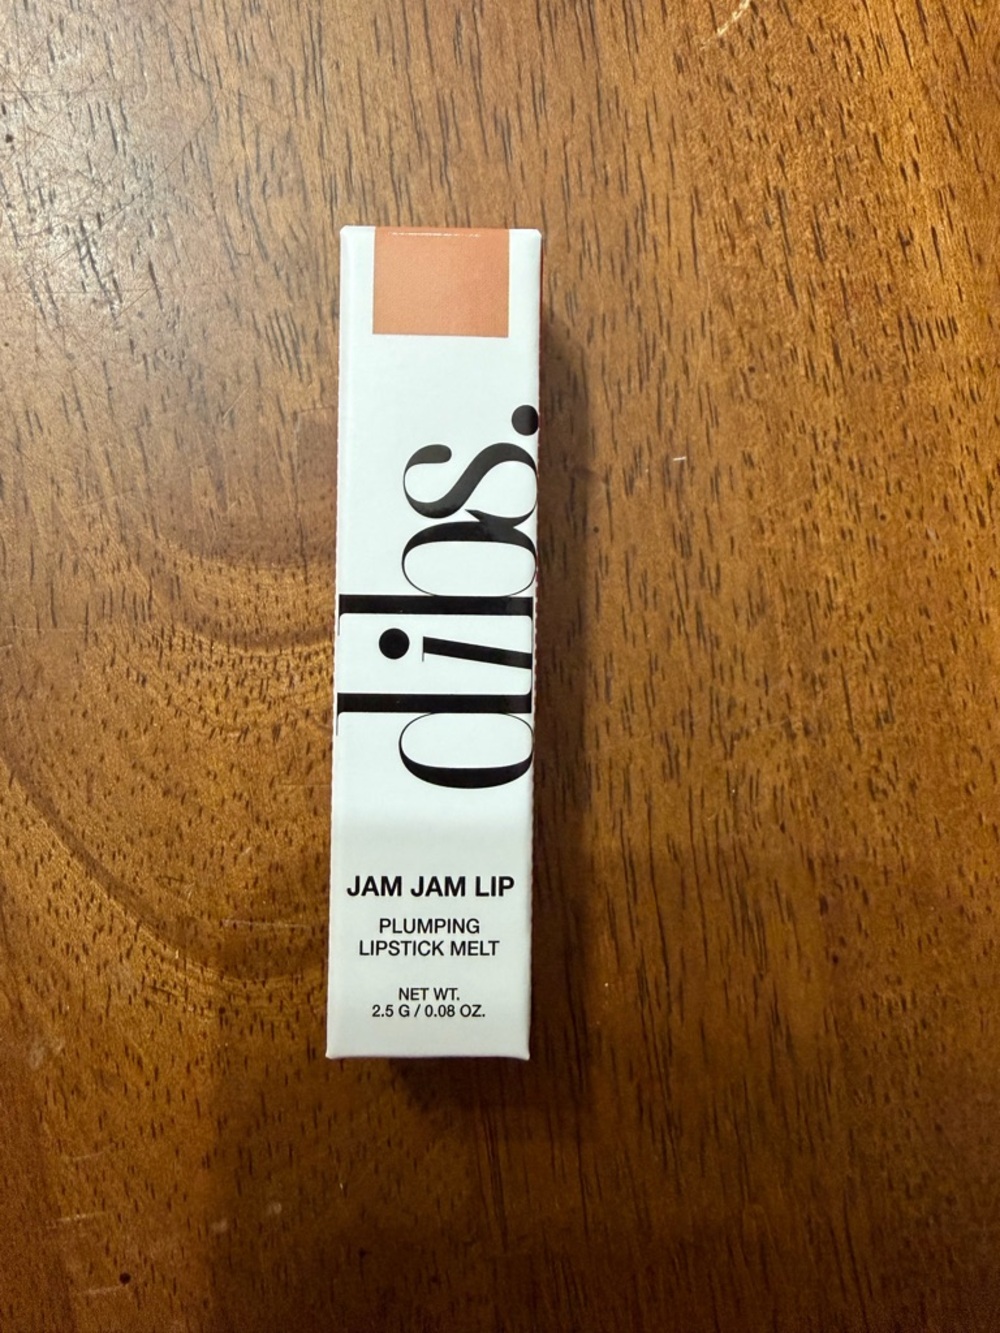 dibs.
JAM JAM LIP
PLUMPING
LIPSTICK MELT
NET WT.
2.5 G / 0.08 OZ.